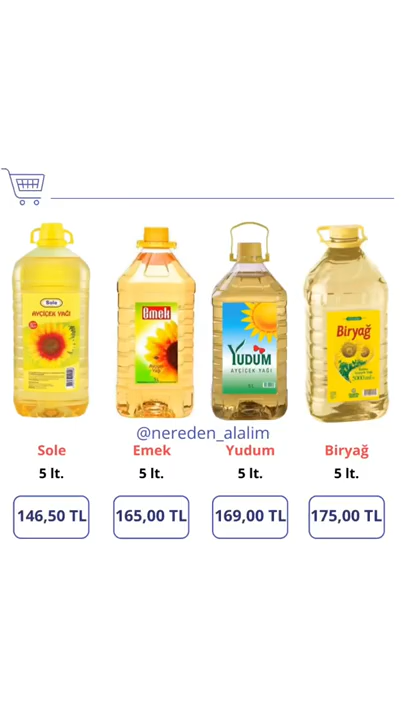 Sole
AYÇİÇEK YAĞI
Emek
YUDUM
AYÇİÇEK YAĞI
Biryağ
@nereden_alalim
Sole Emek Yudum Biryağ
5 lt. 5 lt. 5 lt. 5 lt.
146,50 TL 165,00 TL 169,00 TL 175,00 TL